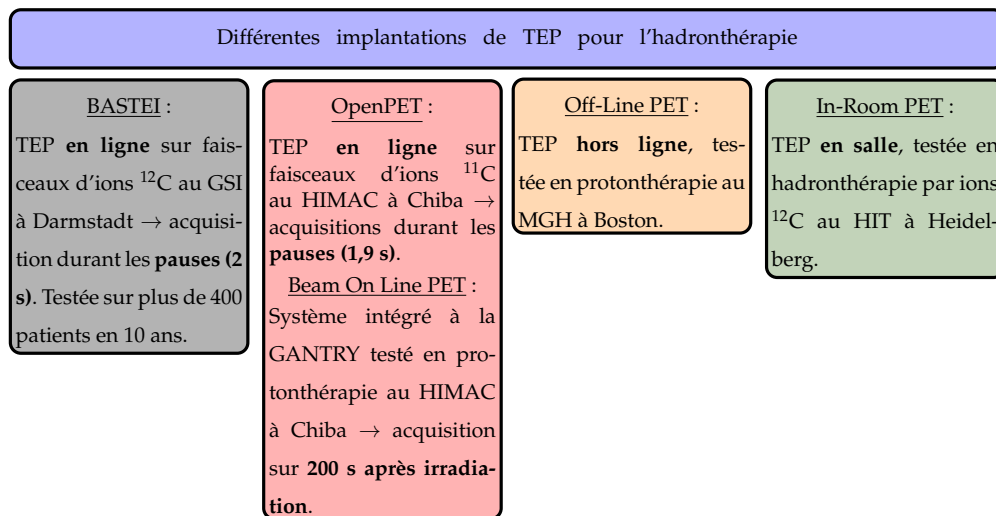 Différentes implantations de TEP pour l'hadronthérapie
BASTEI :
TEP en ligne sur fais-
ceaux d'ions ¹²C au GSI
à Darmstadt → acquisi-
tion durant les pauses (2
s). Testée sur plus de 400
patients en 10 ans.
OpenPET :
TEP en ligne sur
faisceaux d'ions ¹¹C
au HIMAC à Chiba →
acquisitions durant les
pauses (1,9 s).
Beam On Line PET :
Système intégré à la
GANTRY testé en pro-
tonthérapie au HIMAC
à Chiba → acquisition
sur 200 s après irradia-
tion.
Off-Line PET :
TEP hors ligne, tes-
tée en protonthérapie au
MGH à Boston.
In-Room PET :
TEP en salle, testée en
hadronthérapie par ions
¹²C au HIT à Heidel-
berg.